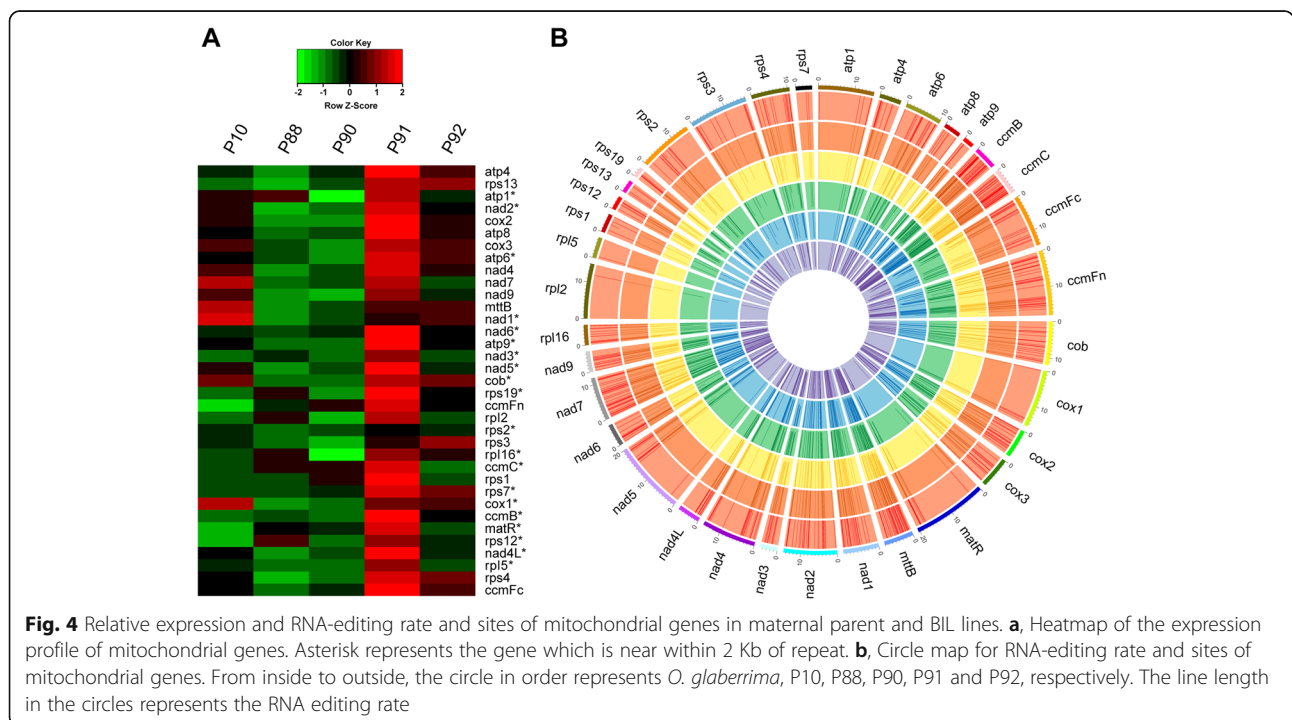 A
Color Key
-2 -1 0 1 2
Row Z-Score
P10 P88 P90 P91 P92
atp4
rps13
atp1*
nad2*
cox2
atp8
cox3
atp6*
nad4
nad7
nad9
mttB
nad1*
nad6*
atp9*
nad3*
nad5*
cob*
rps19*
ccmFn
rpl2
rps2*
rps3
rpl16*
ccmC*
rps1
rps7*
cox1*
ccmB*
matR*
rps12*
nad4L*
rpl5*
rps4
ccmFc
B
atp1
atp4
atp6
atp8
atp9
ccmB
ccmC
ccmFc
ccmFn
cob
cox1
cox2
cox3
matR
mttB
nad1
nad2
nad3
nad4
nad4L
nad5
nad6
nad7
nad9
rpl16
rpl2
rpl5
rps1
rps12
rps13
rps19
rps2
rps3
rps4
rps7
Fig. 4 Relative expression and RNA-editing rate and sites of mitochondrial genes in maternal parent and BIL lines. a, Heatmap of the expression
profile of mitochondrial genes. Asterisk represents the gene which is near within 2 Kb of repeat. b, Circle map for RNA-editing rate and sites of
mitochondrial genes. From inside to outside, the circle in order represents O. glaberrima, P10, P88, P90, P91 and P92, respectively. The line length
in the circles represents the RNA editing rate